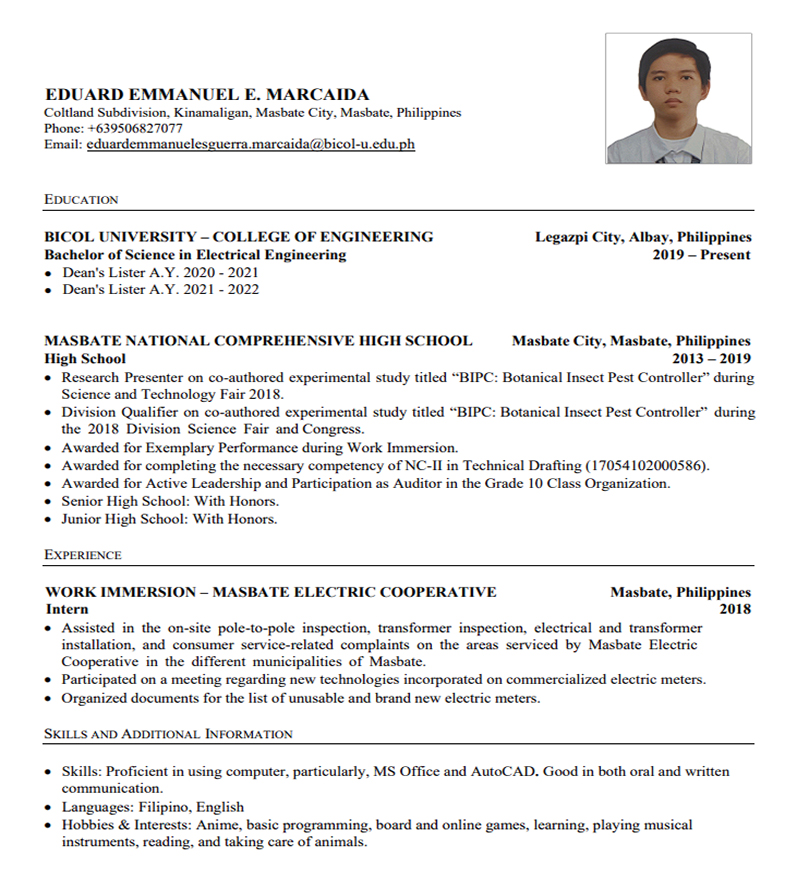 EDUARD EMMANUEL E. MARCAIDA
Coltland Subdivision, Kinamaligan, Masbate City, Masbate, Philippines
Phone: +639506827077
Email: eduardemmanuelesguerra.marcaida@bicol-u.edu.ph
EDUCATION
BICOL UNIVERSITY – COLLEGE OF ENGINEERING Legazpi City, Albay, Philippines
Bachelor of Science in Electrical Engineering 2019 – Present
• Dean's Lister A.Y. 2020 - 2021
• Dean's Lister A.Y. 2021 - 2022
MASBATE NATIONAL COMPREHENSIVE HIGH SCHOOL Masbate City, Masbate, Philippines
High School 2013 – 2019
• Research Presenter on co-authored experimental study titled “BIPC: Botanical Insect Pest Controller” during
Science and Technology Fair 2018.
• Division Qualifier on co-authored experimental study titled “BIPC: Botanical Insect Pest Controller” during
the 2018 Division Science Fair and Congress.
• Awarded for Exemplary Performance during Work Immersion.
• Awarded for completing the necessary competency of NC-II in Technical Drafting (17054102000586).
• Awarded for Active Leadership and Participation as Auditor in the Grade 10 Class Organization.
• Senior High School: With Honors.
• Junior High School: With Honors.
EXPERIENCE
WORK IMMERSION – MASBATE ELECTRIC COOPERATIVE Masbate, Philippines
Intern 2018
• Assisted in the on-site pole-to-pole inspection, transformer inspection, electrical and transformer
installation, and consumer service-related complaints on the areas serviced by Masbate Electric
Cooperative in the different municipalities of Masbate.
• Participated on a meeting regarding new technologies incorporated on commercialized electric meters.
• Organized documents for the list of unusable and brand new electric meters.
SKILLS AND ADDITIONAL INFORMATION
• Skills: Proficient in using computer, particularly, MS Office and AutoCAD. Good in both oral and written
communication.
• Languages: Filipino, English
• Hobbies & Interests: Anime, basic programming, board and online games, learning, playing musical
instruments, reading, and taking care of animals.